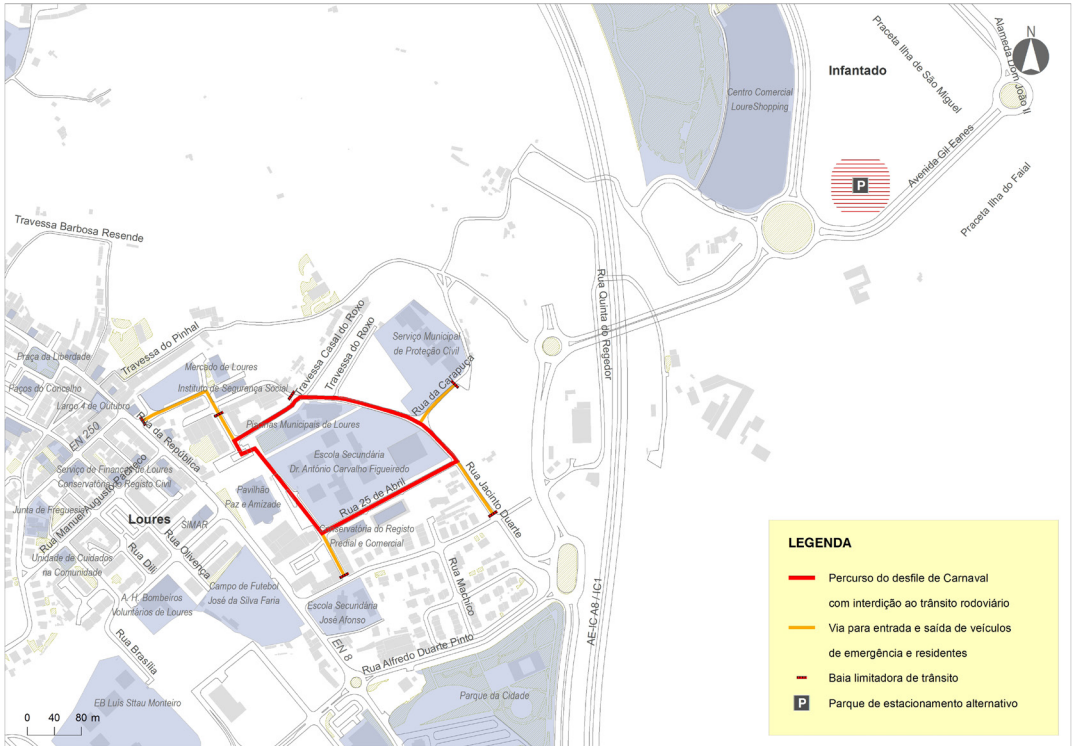 Praceta Ilha de São Miguel
Alameda Dom João II
N
Infantado
Centro Comercial
LoureShopping
P
Avenida Gil Eanes
Praceta Ilha do Faial
Travessa Barbosa Resende
Travessa do Pinhal
Rua Quinta do Regedor
Travessa Casal do Roxo
Travessa do Roxo
Serviço Municipal
de Proteção Civil
Praça da Liberdade
Mercado de Loures
Paços do Concelho
Instituto de Segurança Social
Rua da Carapuça
Largo 4 de Outubro
Rua da República
Piscinas Municipais de Loures
EN 250
Escola Secundária
Dr. António Carvalho Figueiredo
Serviço de Finanças de Loures
Conservatória do Registo Civil
Rua Manuel Augusto Pacheco
Pavilhão
Paz e Amizade
Rua 25 de Abril
Rua Jacinto Duarte
Junta de Freguesia
Loures
SIMAR
Conservatória do Registo
Predial e Comercial
Unidade de Cuidados
na Comunidade
Rua Dili
Rua Olivença
Campo de Futebol
José da Silva Faria
Rua Machico
A. H. Bombeiros
Voluntários de Loures
Escola Secundária
José Afonso
AE-IC A8 / IC1
Rua Brasília
EN 8
Rua Alfredo Duarte Pinto
EB Luís Sttau Monteiro
Parque da Cidade
0 40 80 m
LEGENDA
Percurso do desfile de Carnaval
com interdição ao trânsito rodoviário
Via para entrada e saída de veículos
de emergência e residentes
Baia limitadora de trânsito
P Parque de estacionamento alternativo